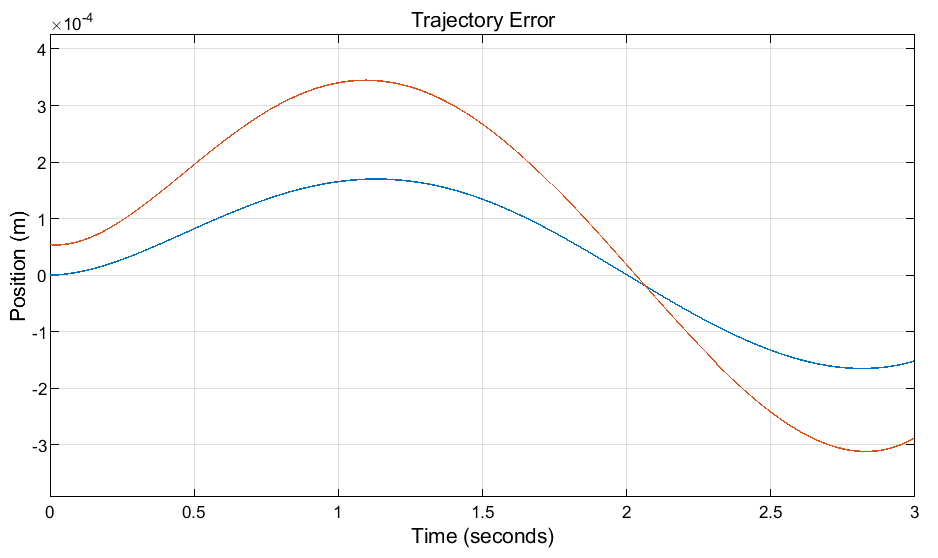 Trajectory Error
×10-4
4
3
2
1
0
-1
-2
-3
Position (m)
0 0.5 1 1.5 2 2.5 3
Time (seconds)